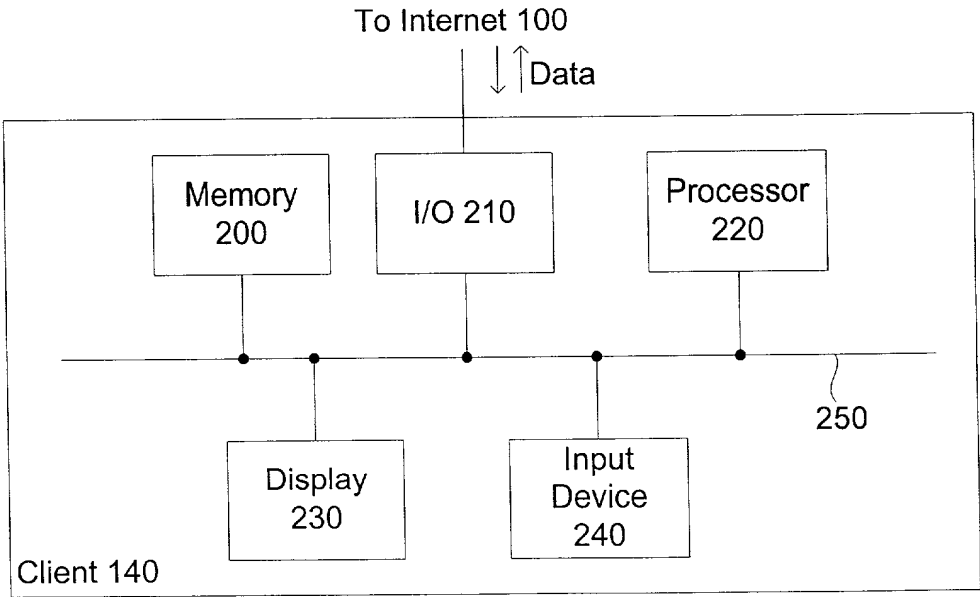 To Internet 100
Data
Memory
200
I/O 210
Processor
220
250
Display
230
Input
Device
240
Client 140